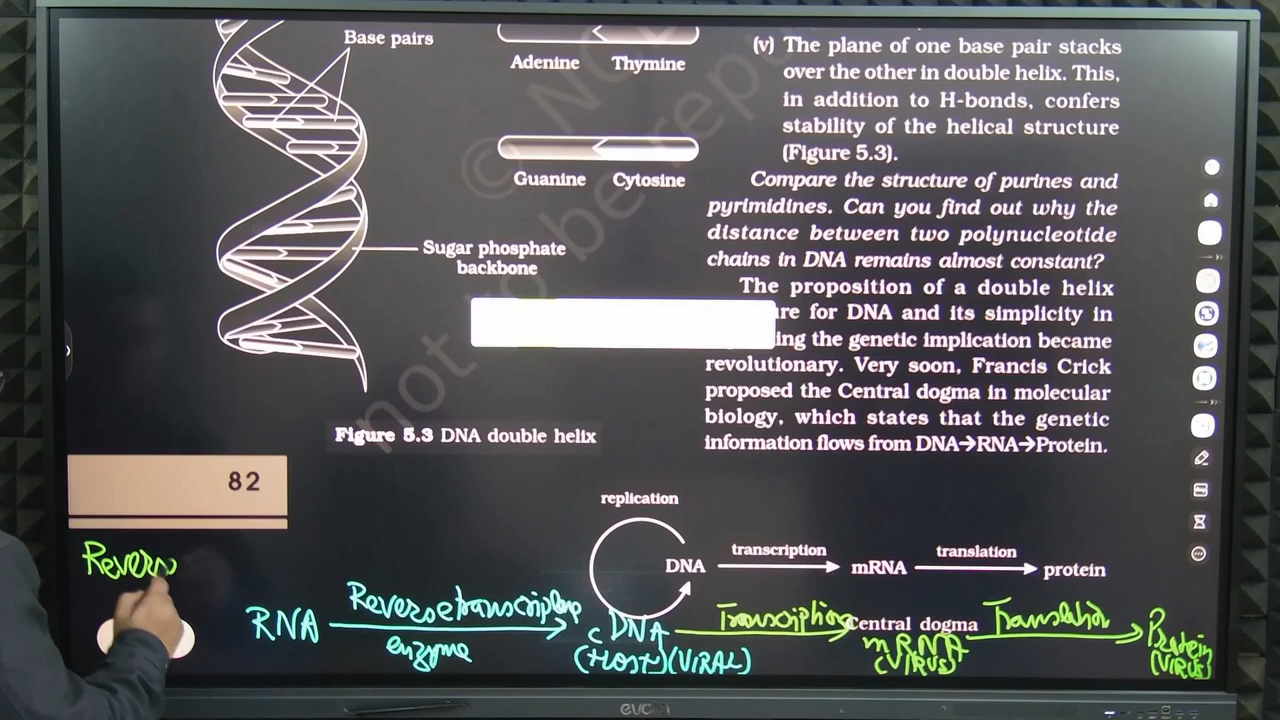 Base pairs
Adenine Thymine
Guanine Cytosine
Sugar phosphate
backbone
Figure 5.3 DNA double helix
82
(v) The plane of one base pair stacks
over the other in double helix. This,
in addition to H-bonds, confers
stability of the helical structure
(Figure 5.3).
Compare the structure of purines and
pyrimidines. Can you find out why the
distance between two polynucleotide
chains in DNA remains almost constant?
The proposition of a double helix
for DNA and its simplicity in
the genetic implication became
revolutionary. Very soon, Francis Crick
proposed the Central dogma in molecular
biology, which states that the genetic
information flows from DNA→RNA→Protein.
replication
DNA transcription mRNA translation protein
Central dogma
Revers
RNA Reverse transcriptase cDNA Transcription mRNA Translation Protein
enzyme (HOST) (VIRAL) (VIRUS) (VIRUS)
not to be